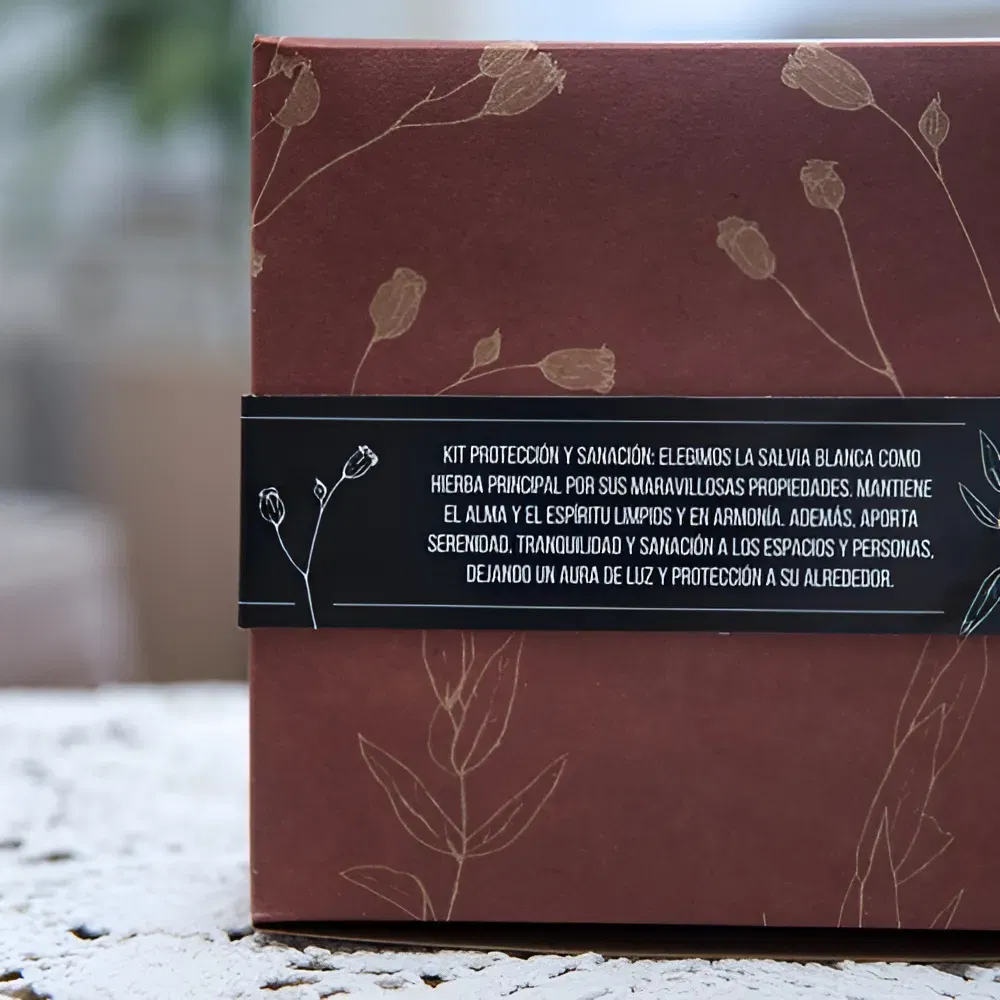 KIT PROTECCIÓN Y SANACIÓN: ELEGIMOS LA SALVIA BLANCA COMO
HIERBA PRINCIPAL POR SUS MARAVILLOSAS PROPIEDADES. MANTIENE
EL ALMA Y EL ESPÍRITU LIMPIOS Y EN ARMONÍA. ADEMÁS, APORTA
SERENIDAD, TRANQUILIDAD Y SANACIÓN A LOS ESPACIOS Y PERSONAS,
DEJANDO UN AURA DE LUZ Y PROTECCIÓN A SU ALREDEDOR.